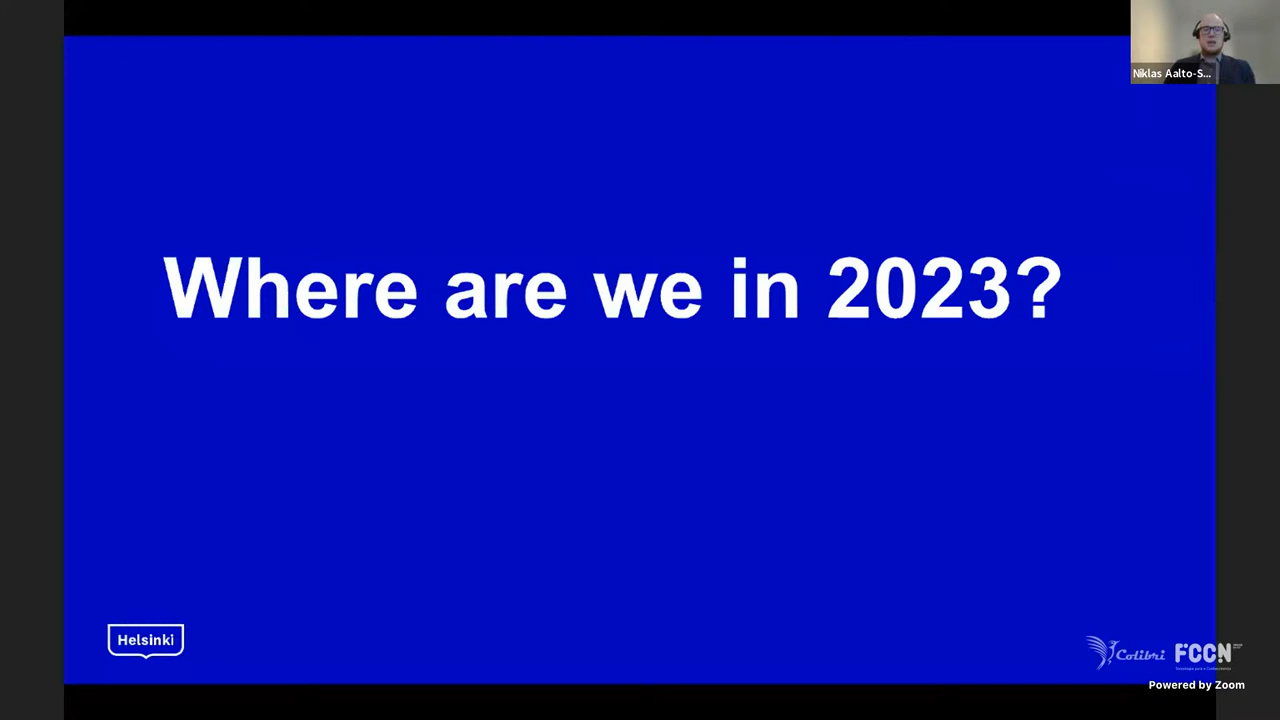 Niklas Aalto-S...
Where are we in 2023?
Helsinki
Colibri
FCCN
Powered by Zoom